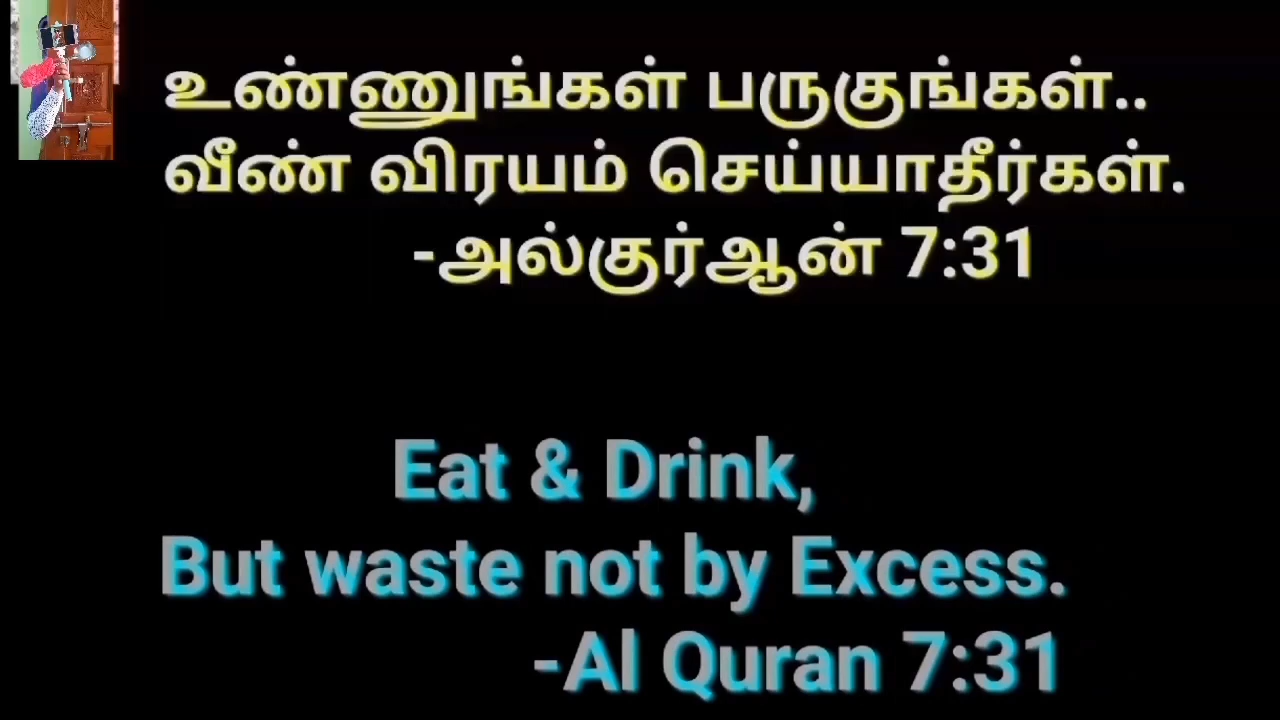 உண்ணுங்கள் பருகுங்கள்..
வீண் விரயம் செய்யாதீர்கள்.
-அல்குர்ஆன் 7:31
Eat & Drink,
But waste not by Excess.
-Al Quran 7:31